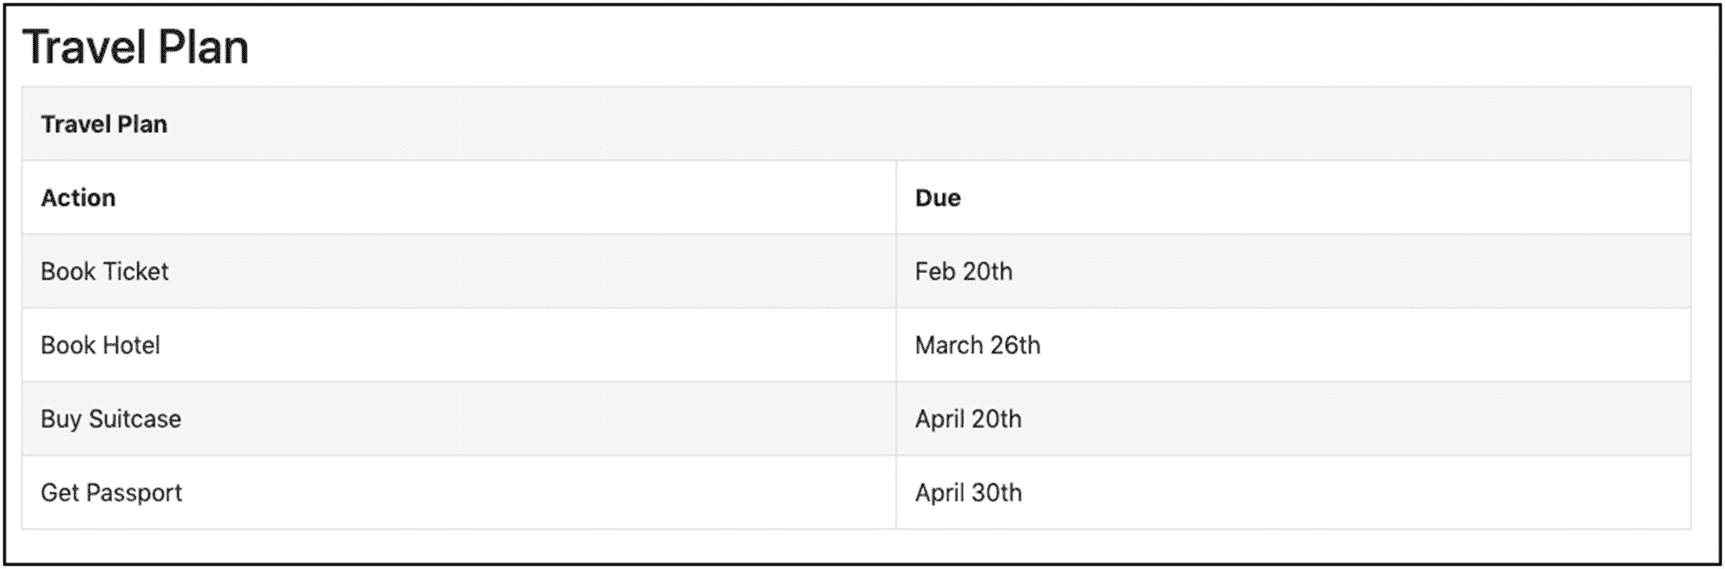 Travel Plan
Travel Plan
Action Due
Book Ticket Feb 20th
Book Hotel March 26th
Buy Suitcase April 20th
Get Passport April 30th